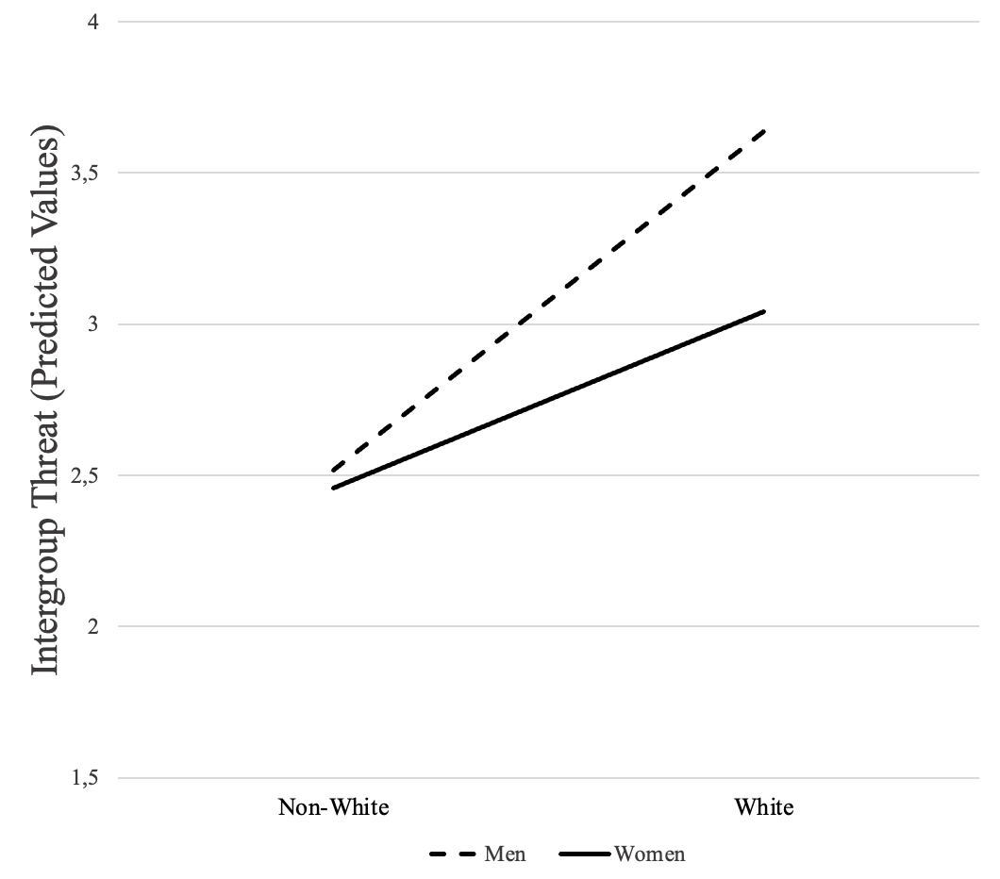 4
3,5
3
2,5
2
1,5
Intergroup Threat (Predicted Values)
Non-White White
Men Women